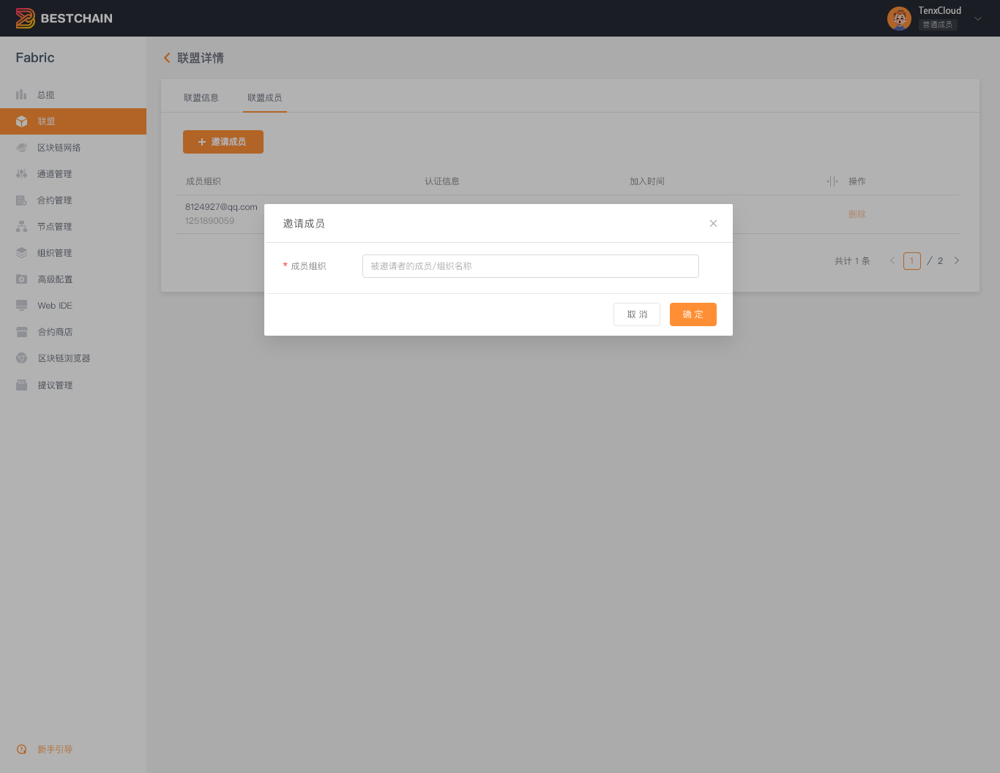 BESTCHAIN
TenxCloud
普通成员
Fabric
总揽
联盟
区块链网络
通道管理
合约管理
节点管理
组织管理
高级配置
Web IDE
合约商店
区块链浏览器
提议管理
新手引导
联盟详情
联盟信息 联盟成员
+ 邀请成员
成员组织 认证信息 加入时间 操作
8124927@qq.com
1251890059
删除
共计 1 条 1 / 2
邀请成员
* 成员组织 被邀请者的成员/组织名称
取 消 确 定